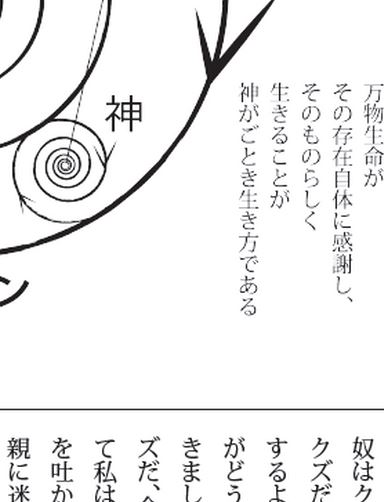 万物生命が
その存在自体に感謝し、
そのものらしく
生きることが
神がごとき生き方である
神
ン
奴はク
クズだ
するよ
がどう
きまし
ズだ、
て私は
を吐か
親に迷